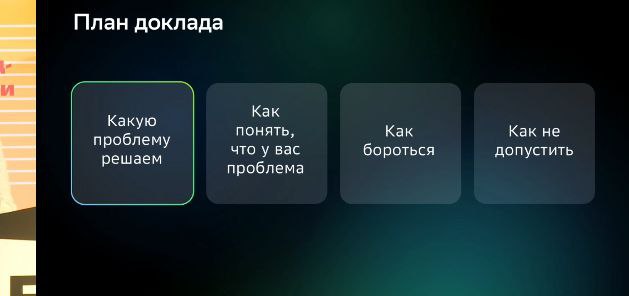 План доклада
Какую
проблему
решаем
Как
понять,
что у вас
проблема
Как
бороться
Как не
допустить